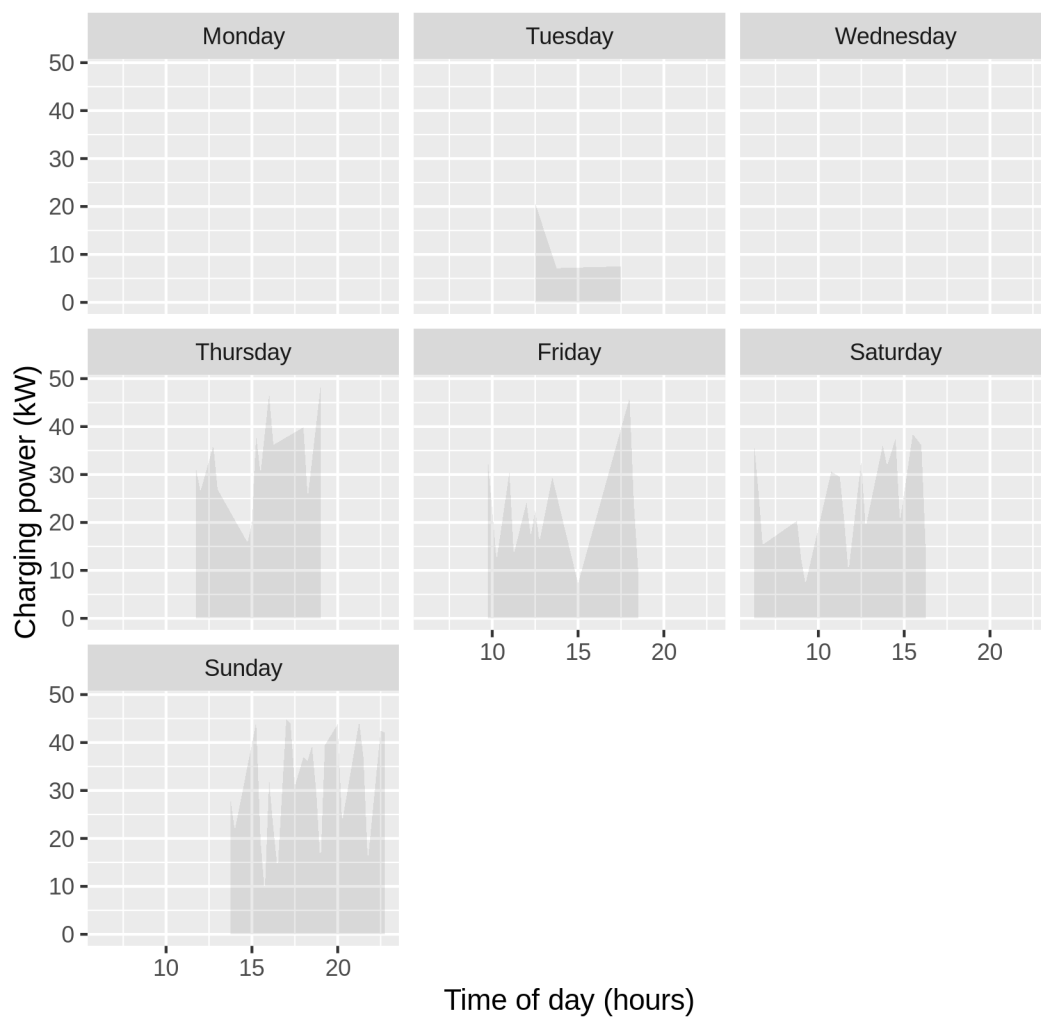 Monday Tuesday Wednesday
50
40
30
20
10
0
Thursday Friday Saturday
50
40
30
20
10
0
10 15 20 10 15 20
Sunday
50
40
30
20
10
0
10 15 20
Charging power (kW)
Time of day (hours)